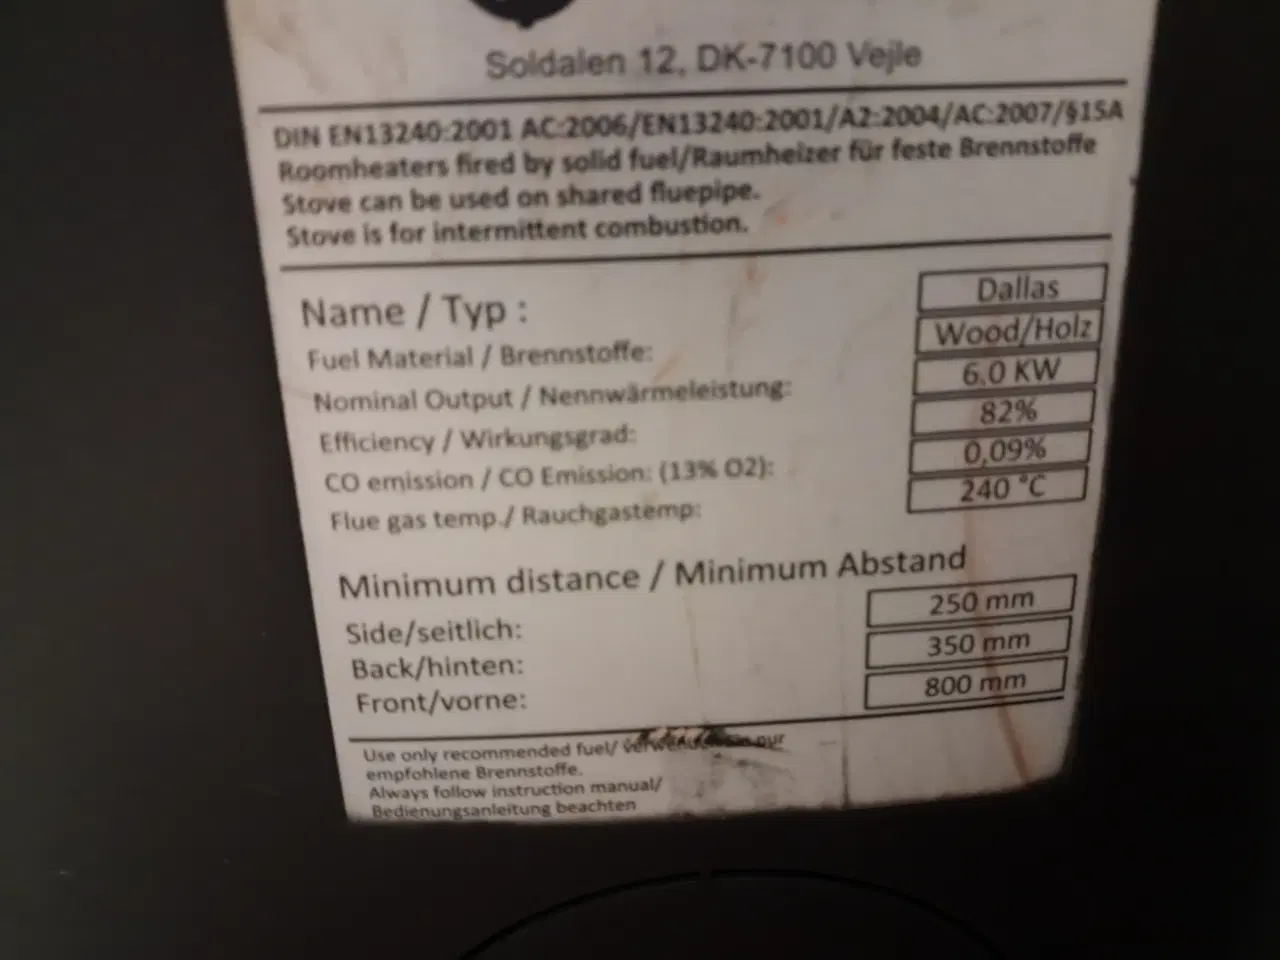 Soldalen 12, DK-7100 Vejle
DIN EN13240:2001 AC:2006/EN13240:2001/A2:2004/AC:2007/§15A
Roomheaters fired by solid fuel/Raumheizer für feste Brennstoffe
Stove can be used on shared fluepipe.
Stove is for intermittent combustion.
Name / Typ : Dallas
Fuel Material / Brennstoffe: Wood/Holz
Nominal Output / Nennwärmeleistung: 6,0 KW
Efficiency / Wirkungsgrad: 82%
CO emission / CO Emission: (13% O2): 0,09%
Flue gas temp./ Rauchgastemp: 240 °C
Minimum distance / Minimum Abstand
Side/seitlich: 250 mm
Back/hinten: 350 mm
Front/vorne: 800 mm
Use only recommended fuel/ nur
empfohlene Brennstoffe.
Always follow instruction manual/
Bedienungsanleitung beachten